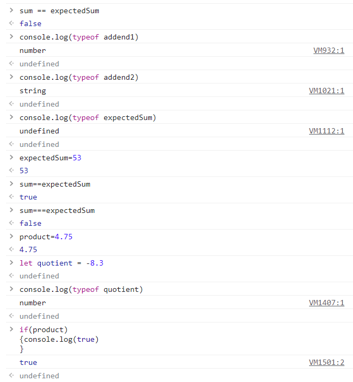 > sum == expectedSum
< false
> console.log(typeof addend1)
number VM932:1
< undefined
> console.log(typeof addend2)
string VM1021:1
< undefined
> console.log(typeof expectedSum)
undefined VM1112:1
< undefined
> expectedSum=53
< 53
> sum==expectedSum
< true
> sum===expectedSum
< false
> product=4.75
< 4.75
> let quotient = -8.3
< undefined
> console.log(typeof quotient)
number VM1407:1
< undefined
> if(product)
{console.log(true)
}
true VM1501:2
< undefined